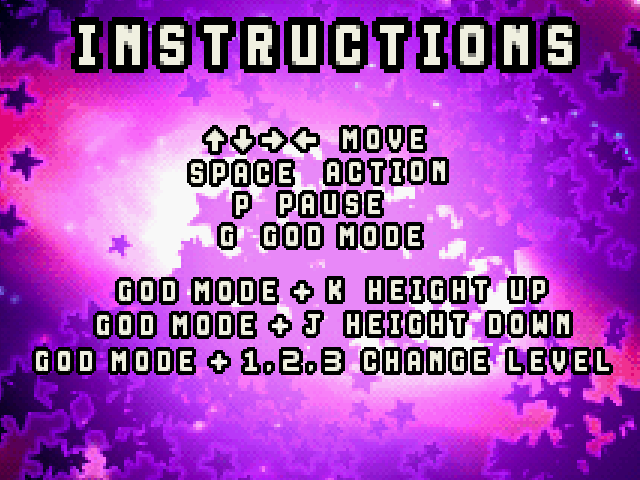 INSTRUCTIONS
↑↓→← MOVE
SPACE ACTION
P PAUSE
G GOD MODE
GOD MODE + K HEIGHT UP
GOD MODE + J HEIGHT DOWN
GOD MODE + 1,2,3 CHANGE LEVEL